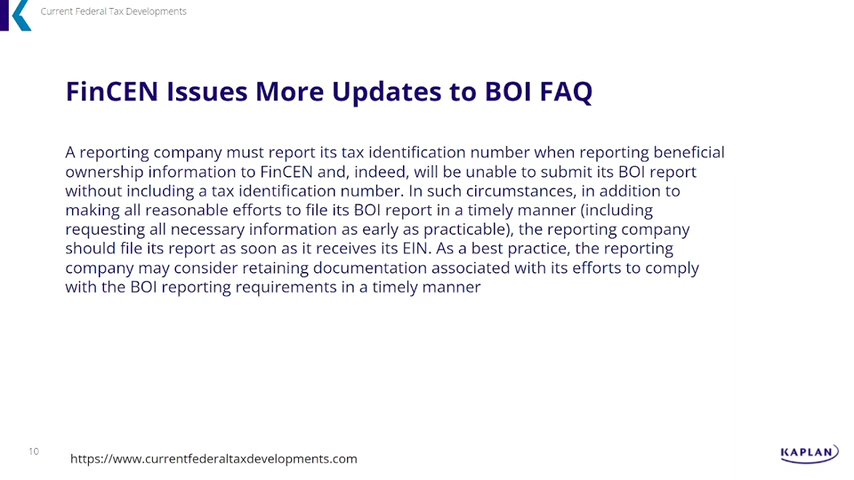 Current Federal Tax Developments
FinCEN Issues More Updates to BOI FAQ
A reporting company must report its tax identification number when reporting beneficial
ownership information to FinCEN and, indeed, will be unable to submit its BOI report
without including a tax identification number. In such circumstances, in addition to
making all reasonable efforts to file its BOI report in a timely manner (including
requesting all necessary information as early as practicable), the reporting company
should file its report as soon as it receives its EIN. As a best practice, the reporting
company may consider retaining documentation associated with its efforts to comply
with the BOI reporting requirements in a timely manner
10
https://www.currentfederaltaxdevelopments.com
KAPLAN